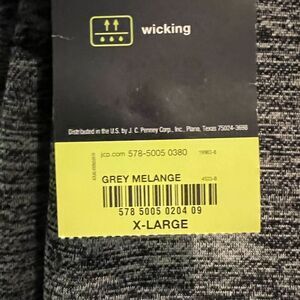 wicking
Distributed in the U.S. by J. C. Penney Corp., Inc., Plano, Texas 75024-3698
jcp.com 578-5005 0380
GREY MELANGE
578 5005 0204 09
X-LARGE